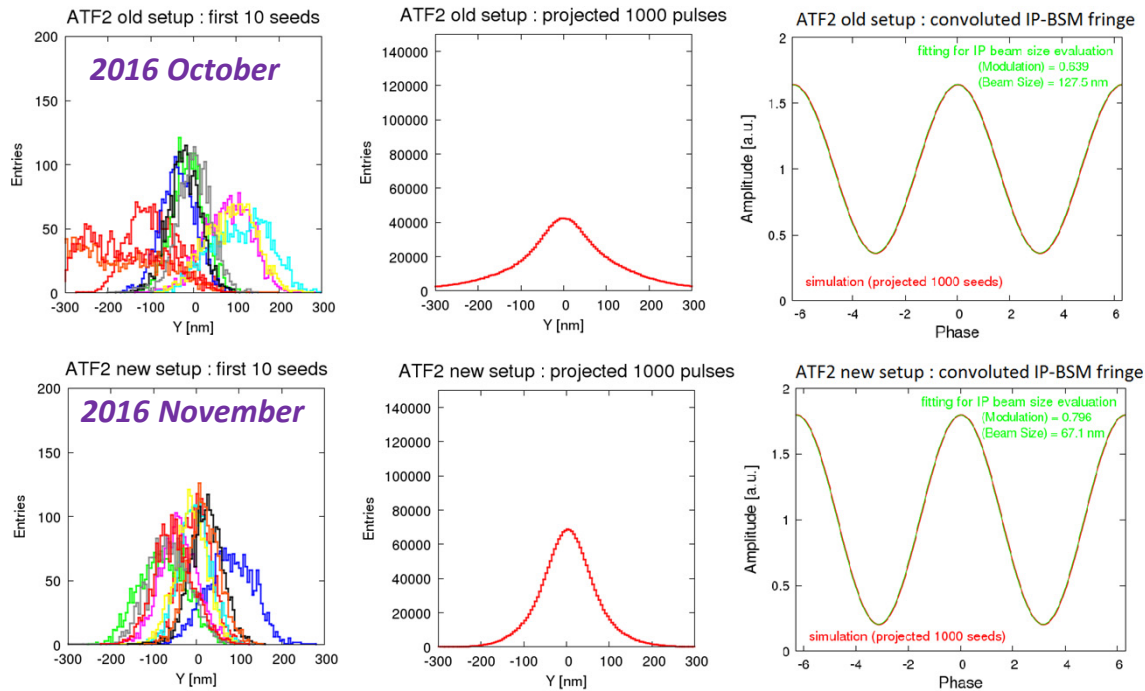 ATF2 old setup : first 10 seeds
200
150
100
50
0
Entries
2016 October
-300 -200 -100 0 100 200 300
Y [nm]
ATF2 old setup : projected 1000 pulses
140000
120000
100000
80000
60000
40000
20000
0
Entries
-300 -200 -100 0 100 200 300
Y [nm]
ATF2 old setup : convoluted IP-BSM fringe
2
1.5
1
0.5
0
Amplitude [a.u.]
fitting for IP beam size evaluation
(Modulation) = 0.639
(Beam Size) = 127.5 nm
simulation (projected 1000 seeds)
-6 -4 -2 0 2 4 6
Phase
ATF2 new setup : first 10 seeds
200
150
100
50
0
Entries
2016 November
-300 -200 -100 0 100 200 300
Y [nm]
ATF2 new setup : projected 1000 pulses
140000
120000
100000
80000
60000
40000
20000
0
Entries
-300 -200 -100 0 100 200 300
Y [nm]
ATF2 new setup : convoluted IP-BSM fringe
2
1.5
1
0.5
0
Amplitude [a.u.]
fitting for IP beam size evaluation
(Modulation) = 0.796
(Beam Size) = 67.1 nm
simulation (projected 1000 seeds)
-6 -4 -2 0 2 4 6
Phase